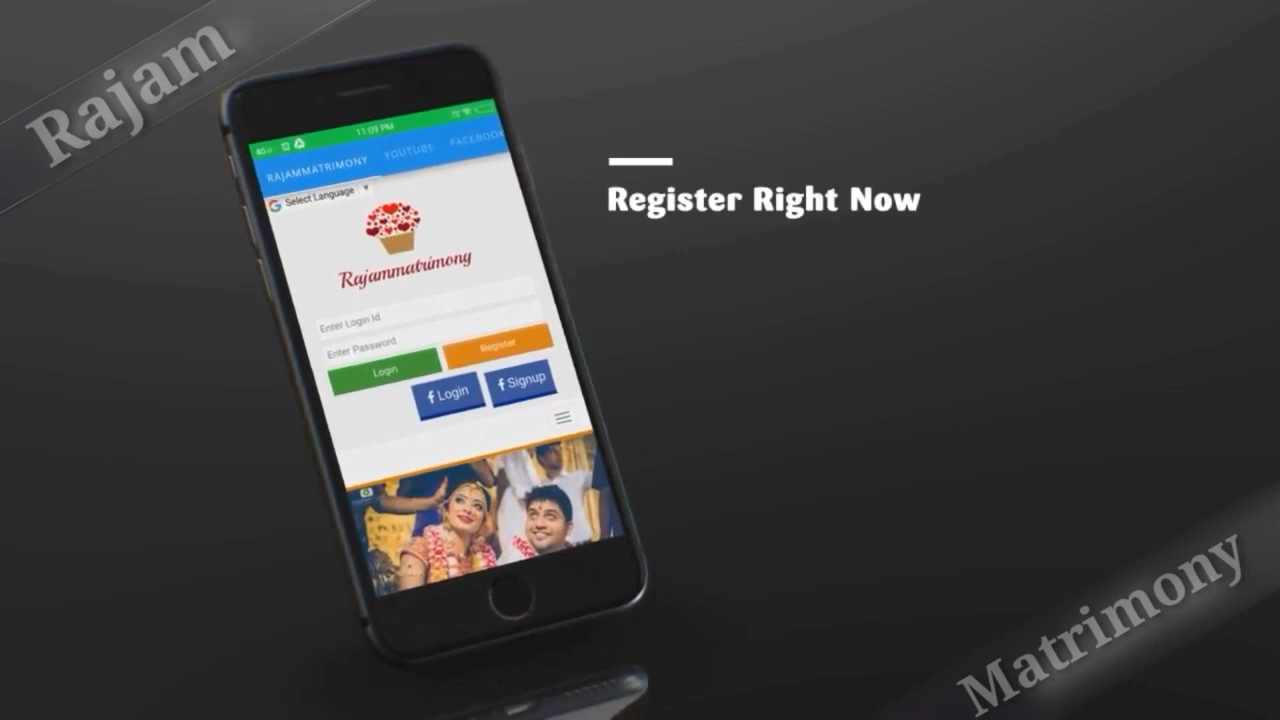 Rajam
4G
11:09 PM
RAJAMMATRIMONY YOUTUBE FACEBOOK
Select Language
Rajammatrimony
Enter Login Id
Enter Password
Login Register
f Login f Signup
Register Right Now
Matrimony